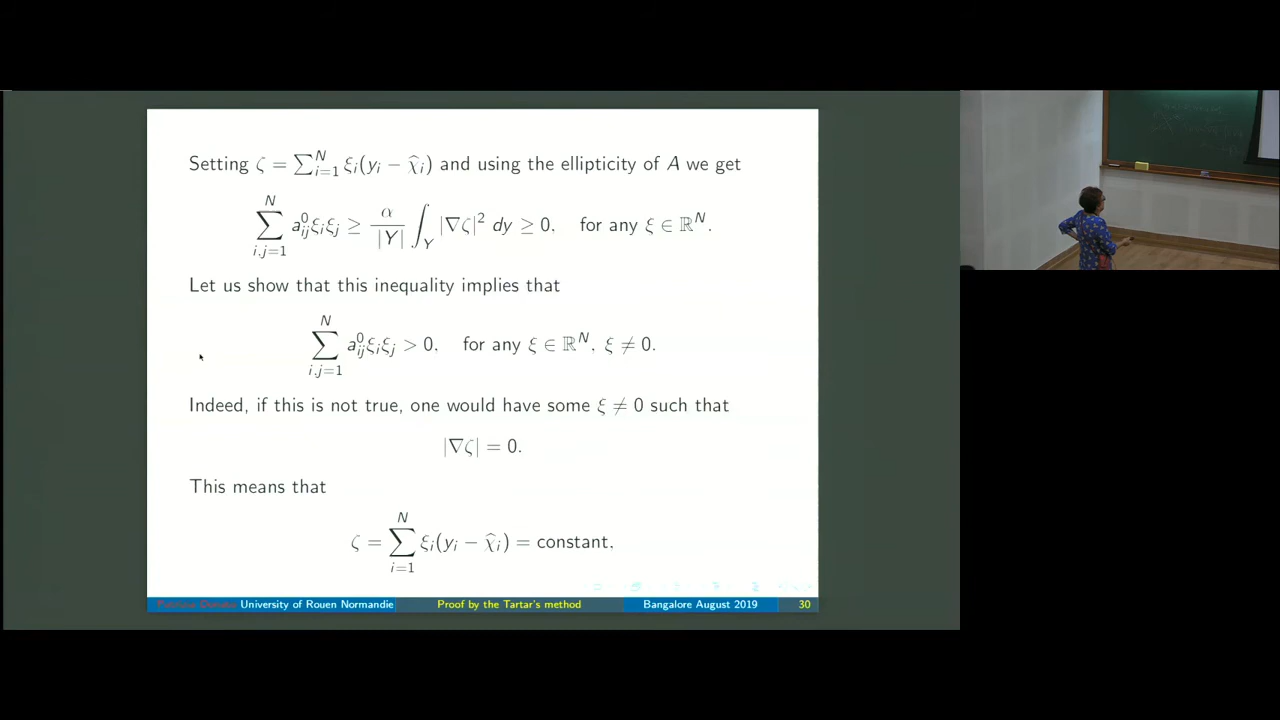 Setting ζ = ∑_{i=1}^{N} ξ_i(y_i − χ̂_i) and using the ellipticity of A we get
∑_{i,j=1}^{N} a^0_{ij}ξ_iξ_j ≥ α/|Y| ∫_Y |∇ζ|² dy ≥ 0, for any ξ ∈ ℝ^N.
Let us show that this inequality implies that
∑_{i,j=1}^{N} a^0_{ij}ξ_iξ_j > 0, for any ξ ∈ ℝ^N, ξ ≠ 0.
Indeed, if this is not true, one would have some ξ ≠ 0 such that
|∇ζ| = 0.
This means that
ζ = ∑_{i=1}^{N} ξ_i(y_i − χ̂_i) = constant,
University of Rouen Normandie Proof by the Tartar's method Bangalore August 2019 30